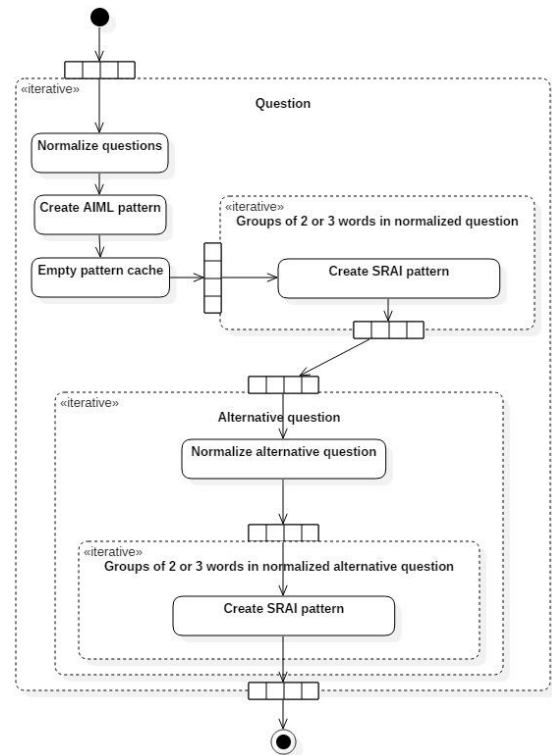 «iterative»
Question
Normalize questions
Create AIML pattern
Empty pattern cache
«iterative»
Groups of 2 or 3 words in normalized question
Create SRAI pattern
«iterative»
Alternative question
Normalize alternative question
«iterative»
Groups of 2 or 3 words in normalized alternative question
Create SRAI pattern